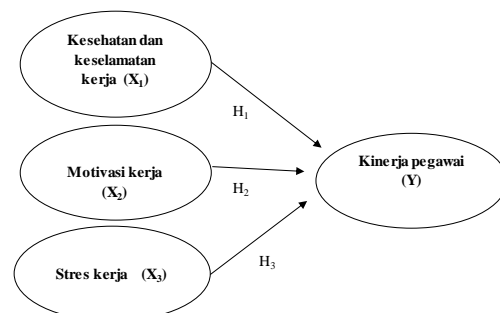 Kesehatan dan
keselamatan
kerja (X₁)
H₁
Motivasi kerja
(X₂)
H₂
Kinerja pegawai
(Y)
Stres kerja (X₃)
H₃